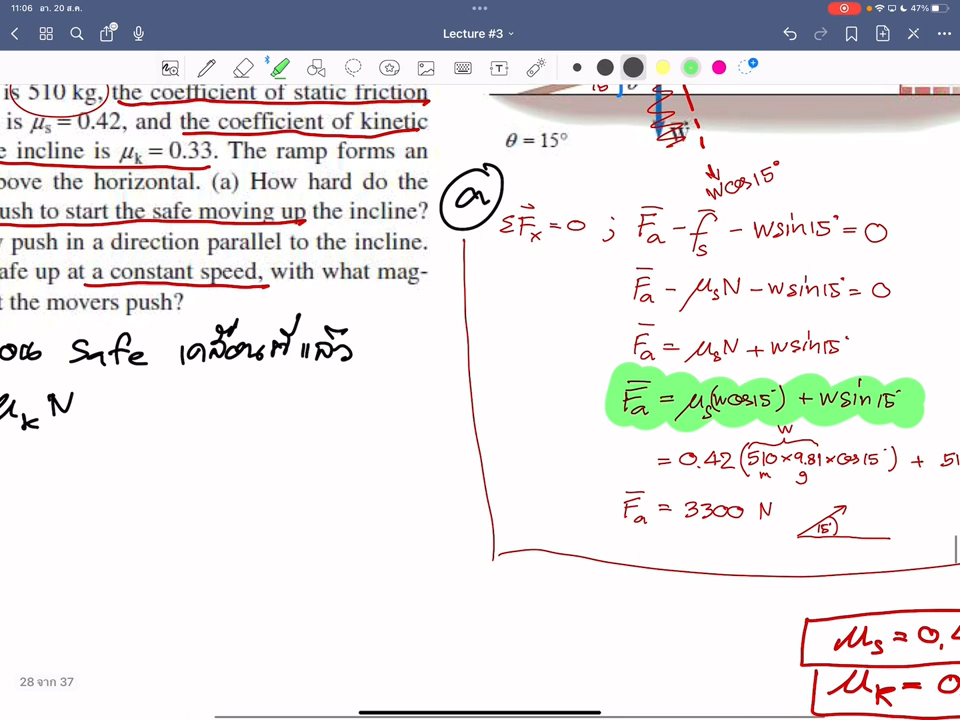 11:06 อา. 20 ส.ค.
47%
Lecture #3
is 510 kg, the coefficient of static friction
is μs = 0.42, and the coefficient of kinetic
e incline is μk = 0.33. The ramp forms an
bove the horizontal. (a) How hard do the
ush to start the safe moving up the incline?
push in a direction parallel to the incline.
afe up at a constant speed, with what mag-
t the movers push?
Safe เคลื่อนที่แล้ว
μk N
15
W
θ = 15°
wcos15°
a
ΣFx = 0 ; Fa - fs - wsin15° = 0
Fa - μsN - wsin15° = 0
Fa = μsN + wsin15°
Fa = μs(wcos15°) + wsin15°
w
= 0.42 (510×9.81×cos15°) + 51
m g
Fa = 3300 N
15°
μs = 0.4
μk = 0
28 จาก 37